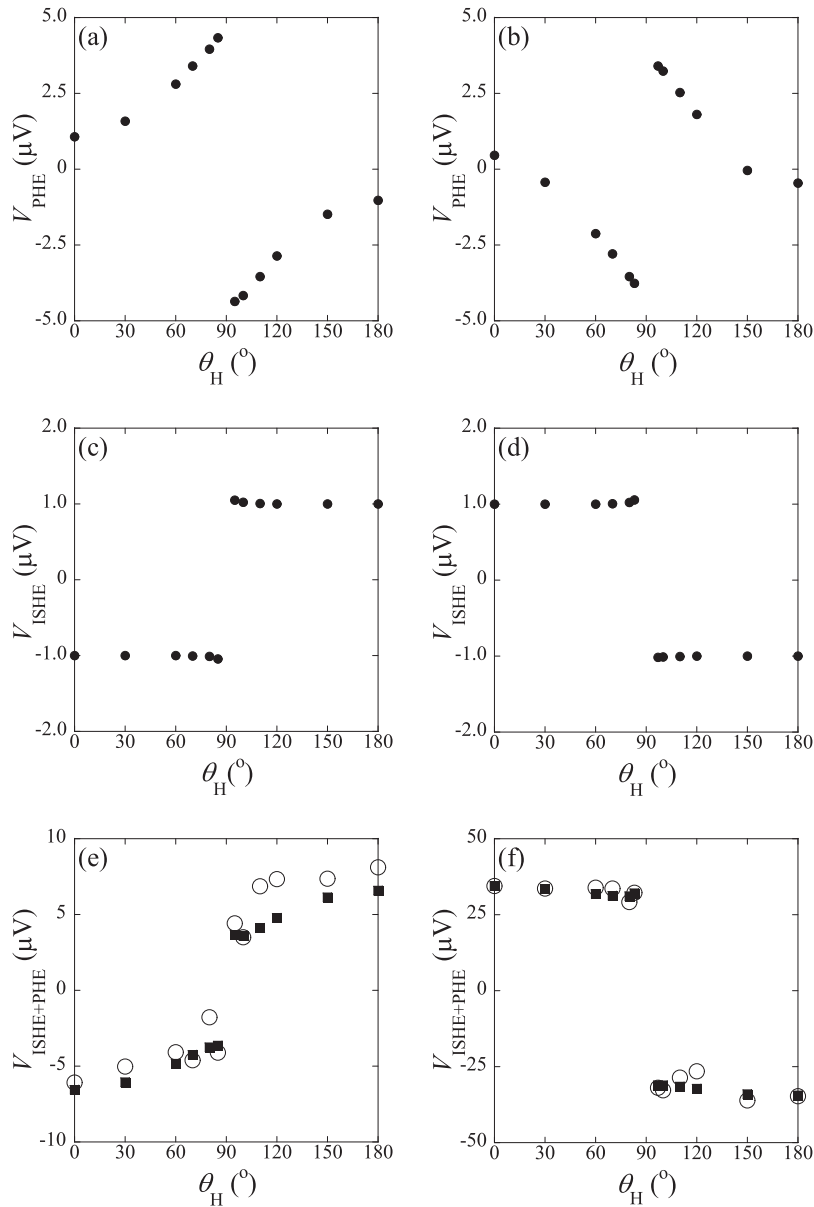 (a)
5.0
2.5
0
-2.5
-5.0
V_PHE (μV)
0 30 60 90 120 150 180
θ_H (°)
(b)
5.0
2.5
0
-2.5
-5.0
V_PHE (μV)
0 30 60 90 120 150 180
θ_H (°)
(c)
2.0
1.0
0
-1.0
-2.0
V_ISHE (μV)
0 30 60 90 120 150 180
θ_H(°)
(d)
2.0
1.0
0
-1.0
-2.0
V_ISHE (μV)
0 30 60 90 120 150 180
θ_H (°)
(e)
10
5
0
-5
-10
V_ISHE+PHE (μV)
0 30 60 90 120 150 180
θ_H (°)
(f)
50
25
0
-25
-50
V_ISHE+PHE (μV)
0 30 60 90 120 150 180
θ_H (°)